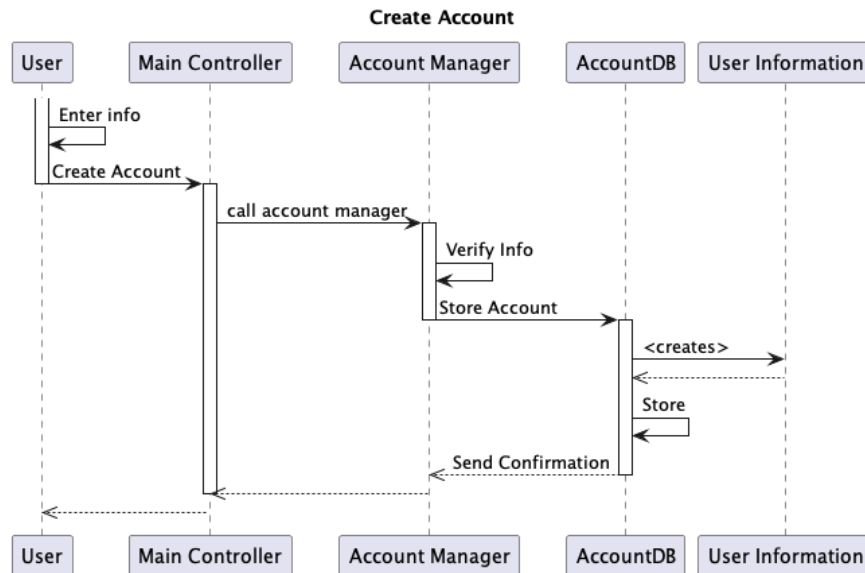 Create Account
User Main Controller Account Manager AccountDB User Information
Enter info
Create Account
call account manager
Verify Info
Store Account
<creates>
Store
Send Confirmation
User Main Controller Account Manager AccountDB User Information